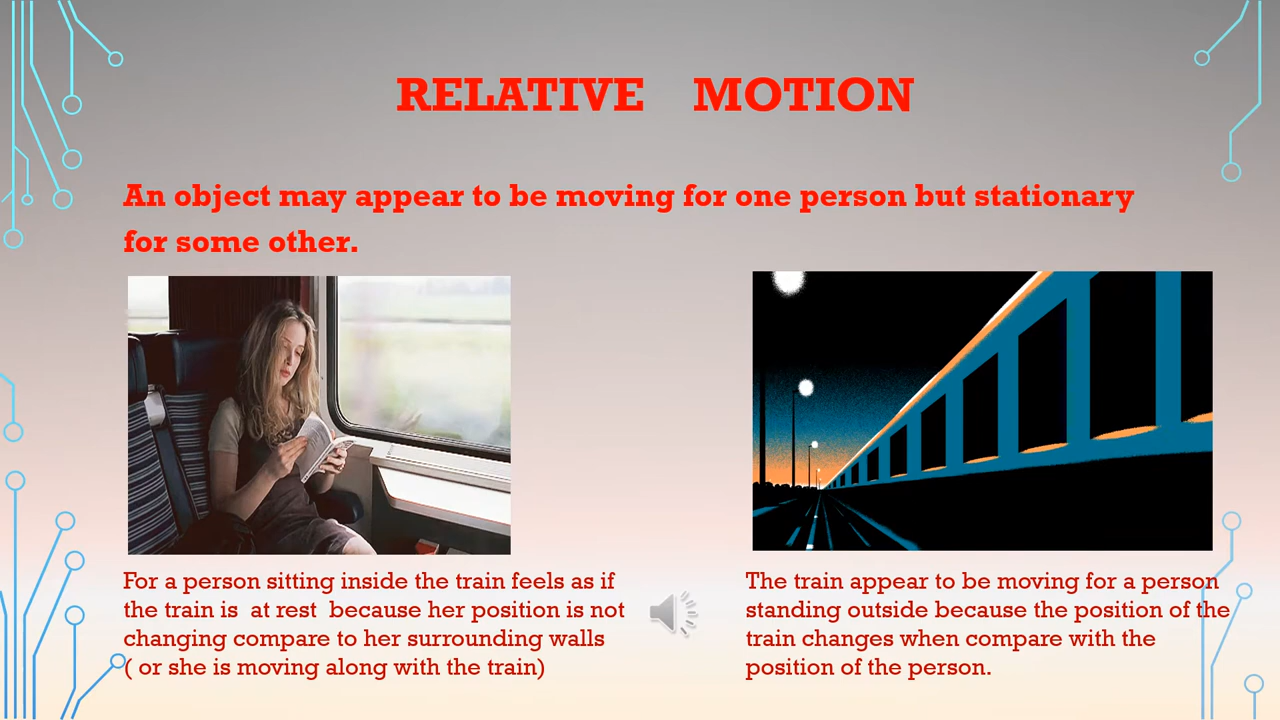 RELATIVE MOTION
An object may appear to be moving for one person but stationary
for some other.
For a person sitting inside the train feels as if
the train is at rest because her position is not
changing compare to her surrounding walls
( or she is moving along with the train)
The train appear to be moving for a person
standing outside because the position of the
train changes when compare with the
position of the person.